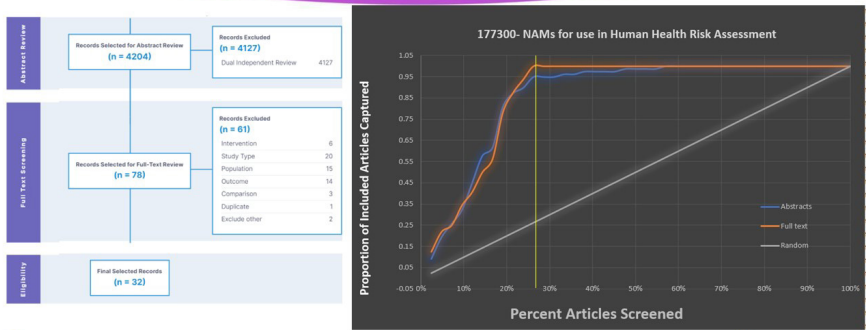 Abstract Review
Records Selected for Abstract Review
(n = 4204)
Records Excluded
(n = 4127)
Dual Independent Review 4127
Full Text Screening
Records Selected for Full-Text Review
(n = 78)
Records Excluded
(n = 61)
Intervention 6
Study Type 20
Population 15
Outcome 14
Comparison 3
Duplicate 1
Exclude other 2
Eligibility
Final Selected Records
(n = 32)
177300- NAMs for use in Human Health Risk Assessment
Proportion of Included Articles Captured
1.05
0.95
0.85
0.75
0.65
0.55
0.45
0.35
0.25
0.15
0.05
-0.05
0% 10% 20% 30% 40% 50% 60% 70% 80% 90% 100%
Abstracts
Full text
Random
Percent Articles Screened